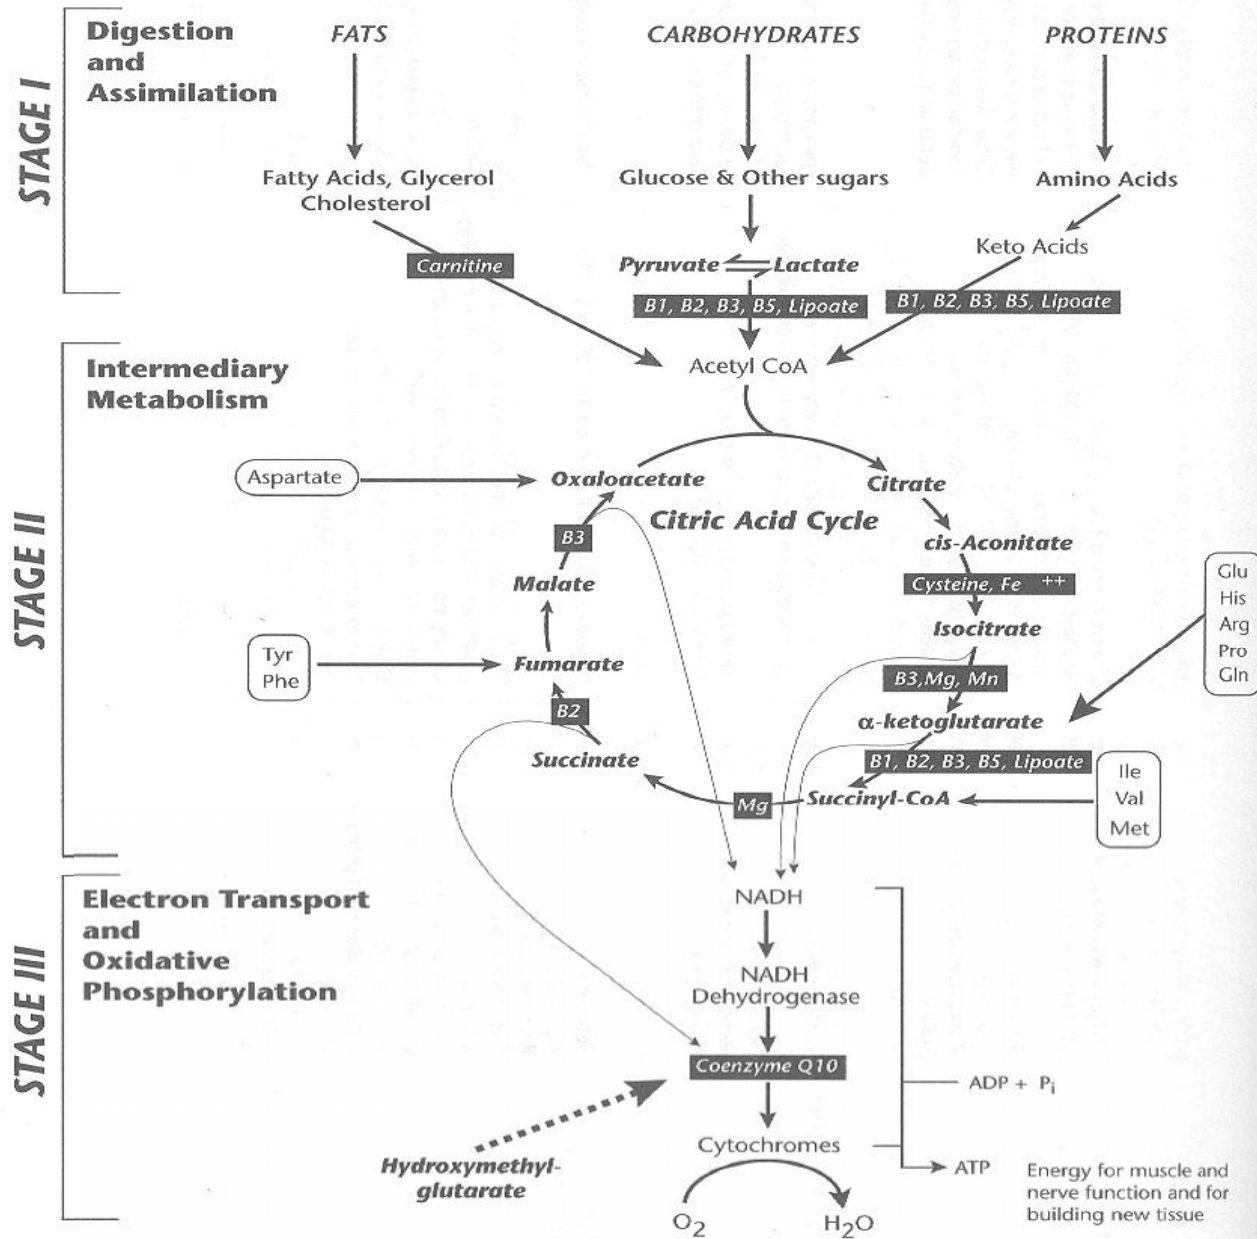 STAGE I
Digestion
and
Assimilation
FATS
CARBOHYDRATES
PROTEINS
Fatty Acids, Glycerol
Cholesterol
Glucose & Other sugars
Amino Acids
Keto Acids
Carnitine
Pyruvate
Lactate
B1, B2, B3, B5, Lipoate
B1, B2, B3, B5, Lipoate
Acetyl CoA
STAGE II
Intermediary
Metabolism
Aspartate
Oxaloacetate
Citrate
Citric Acid Cycle
B3
cis-Aconitate
Malate
Cysteine, Fe ++
Glu
His
Arg
Pro
Gln
Isocitrate
Tyr
Phe
Fumarate
B3,Mg, Mn
B2
α-ketoglutarate
Succinate
B1, B2, B3, B5, Lipoate
Ile
Val
Met
Mg
Succinyl-CoA
STAGE III
Electron Transport
and
Oxidative
Phosphorylation
NADH
NADH
Dehydrogenase
Coenzyme Q10
ADP + Pi
Cytochromes
Hydroxymethyl-
glutarate
ATP
Energy for muscle and
nerve function and for
building new tissue
O2
H2O